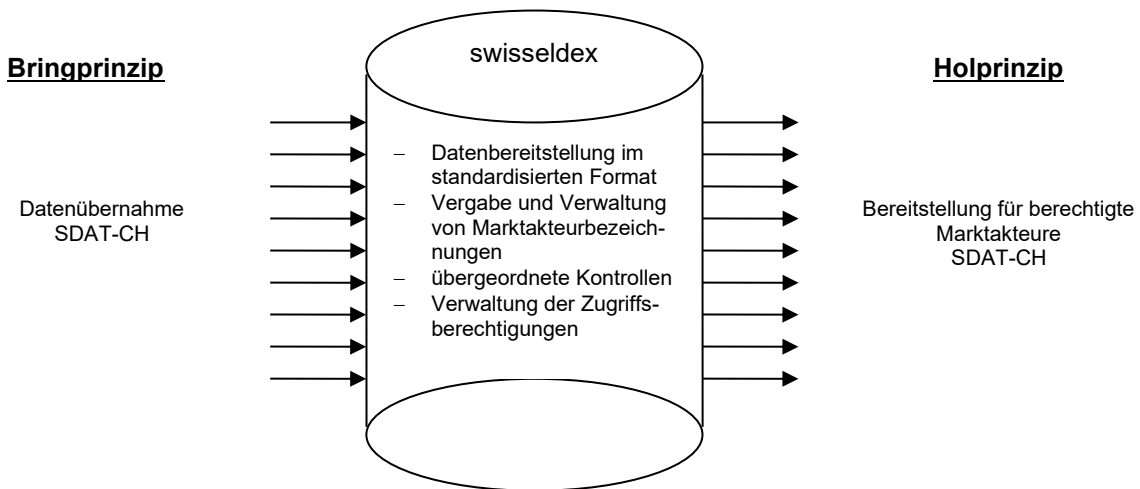 swisseldex
Bringprinzip
Holprinzip
Datenübernahme
SDAT-CH
– Datenbereitstellung im
standardisierten Format
– Vergabe und Verwaltung
von Marktakteurbezeich-
nungen
– übergeordnete Kontrollen
– Verwaltung der Zugriffs-
berechtigungen
Bereitstellung für berechtigte
Marktakteure
SDAT-CH